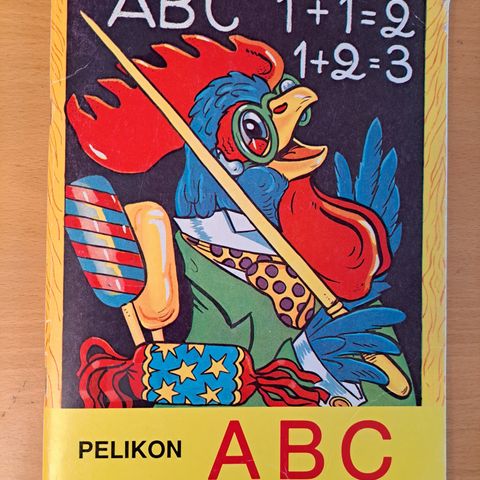 ABC 1+1=2
1+2=3
PELIKON ABC